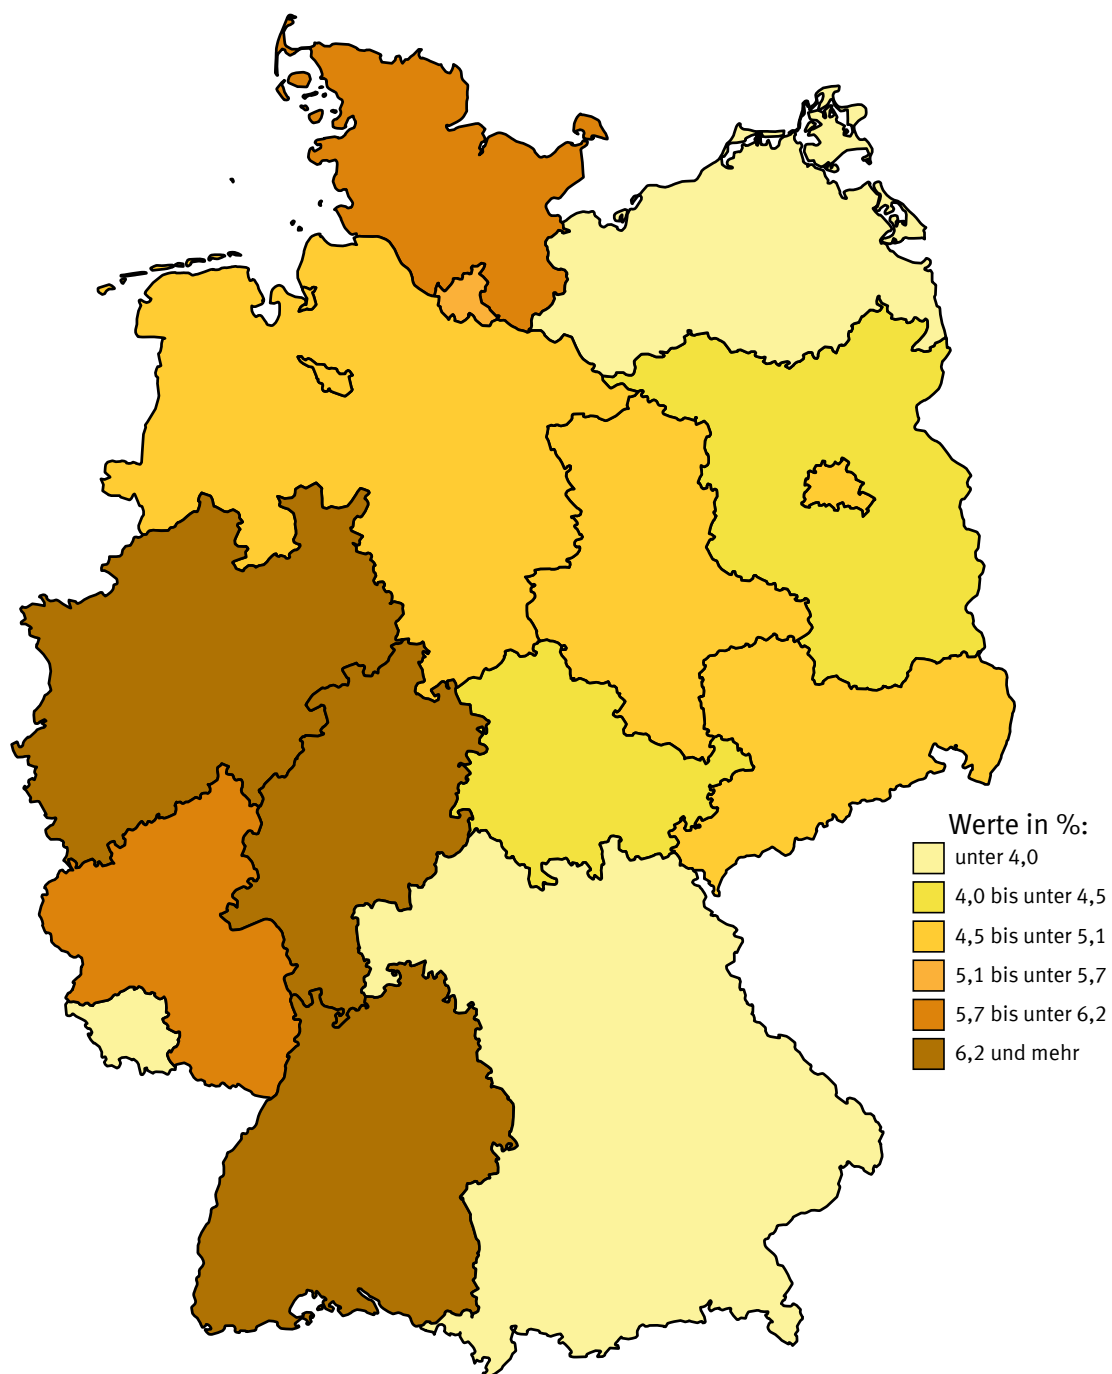 Werte in %:
unter 4,0
4,0 bis unter 4,5
4,5 bis unter 5,1
5,1 bis unter 5,7
5,7 bis unter 6,2
6,2 und mehr